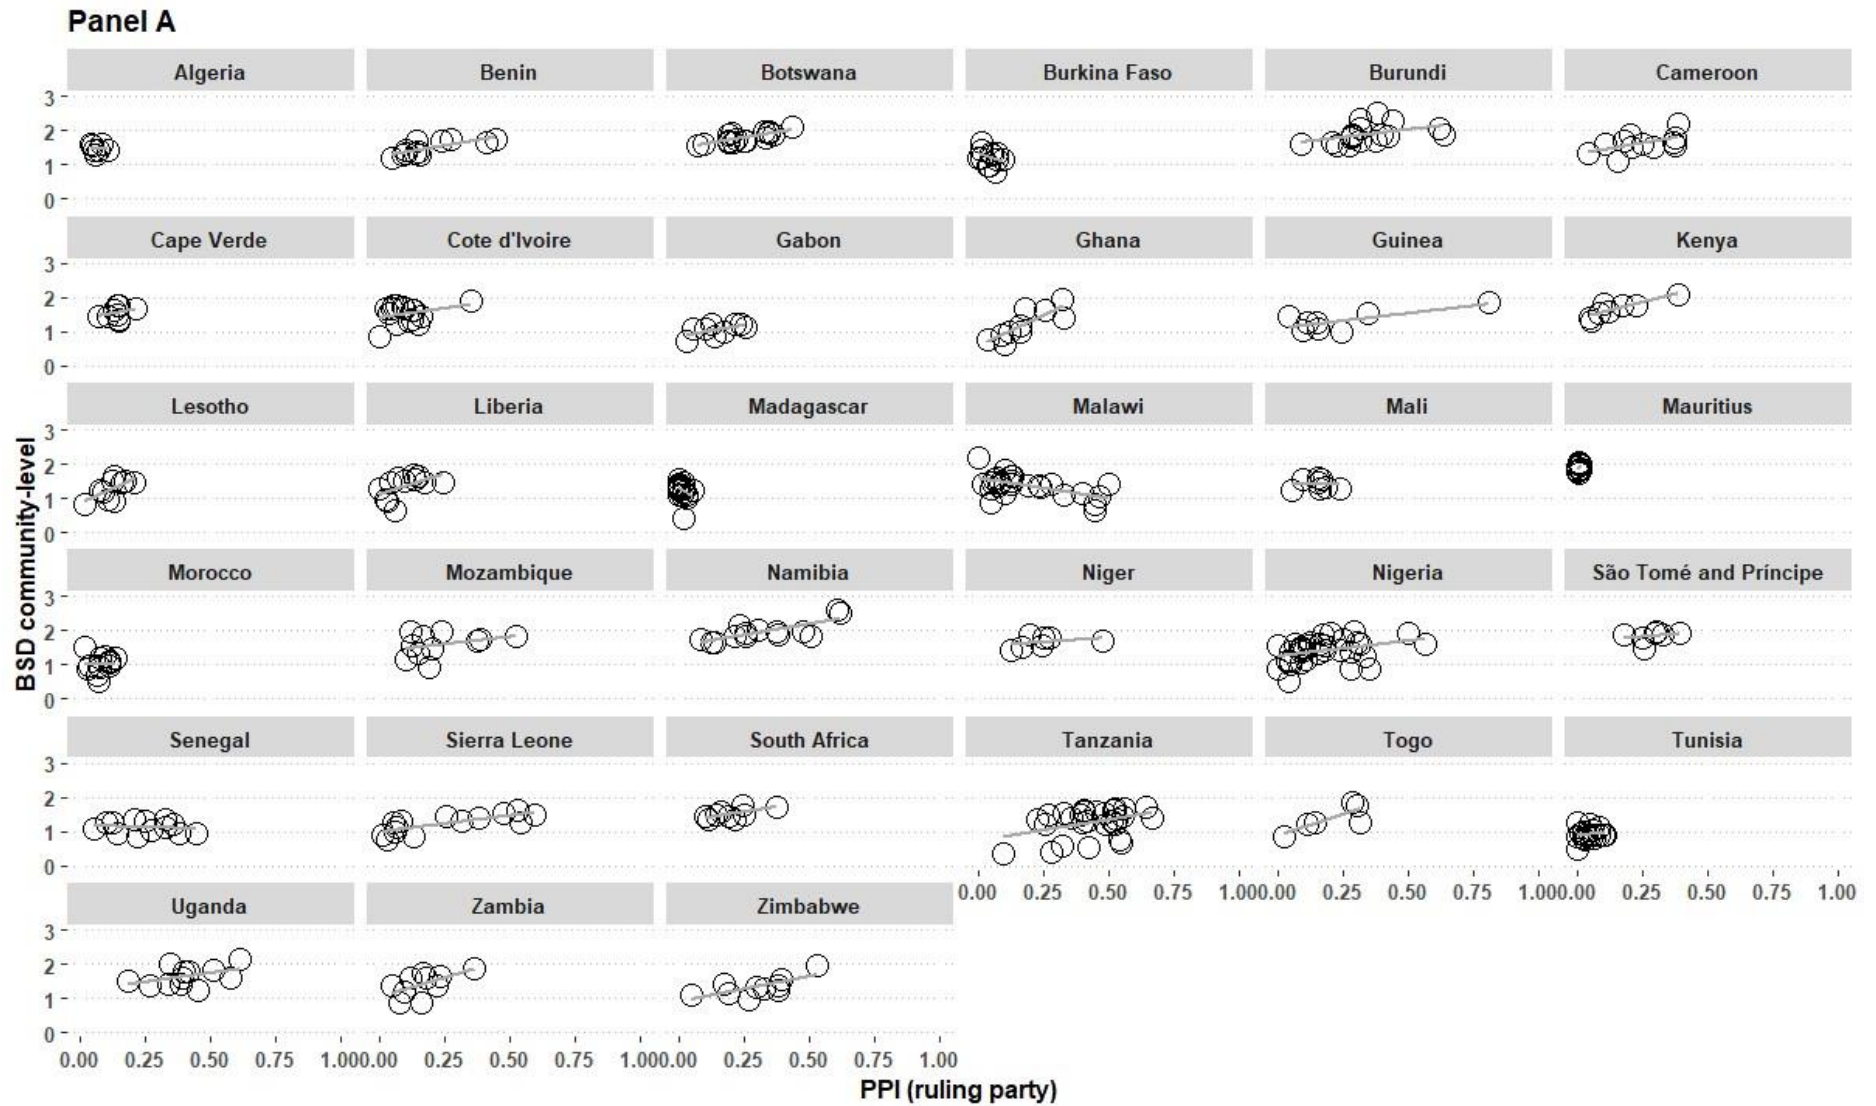 Panel A
Algeria Benin Botswana Burkina Faso Burundi Cameroon
3
2
1
0
Cape Verde Cote d'Ivoire Gabon Ghana Guinea Kenya
3
2
1
0
Lesotho Liberia Madagascar Malawi Mali Mauritius
3
2
1
0
BSD community-level
Morocco Mozambique Namibia Niger Nigeria São Tomé and Príncipe
3
2
1
0
Senegal Sierra Leone South Africa Tanzania Togo Tunisia
3
2
1
0
0.00 0.25 0.50 0.75 1.00 0.00 0.25 0.50 0.75 1.00 0.00 0.25 0.50 0.75 1.00
Uganda Zambia Zimbabwe
3
2
1
0
0.00 0.25 0.50 0.75 1.00 0.00 0.25 0.50 0.75 1.00 0.00 0.25 0.50 0.75 1.00
PPI (ruling party)